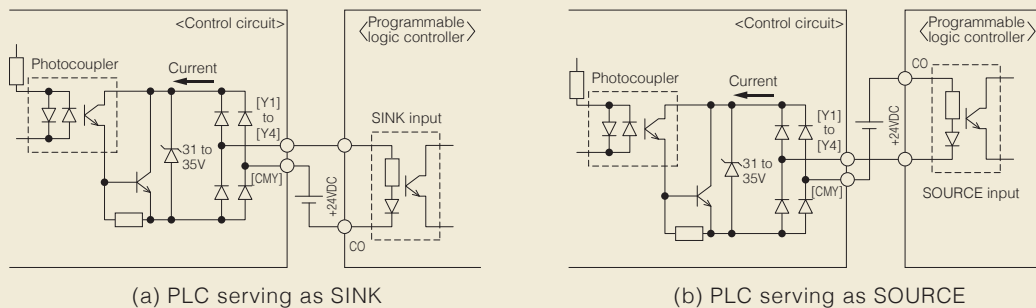 <Control circuit>
Programmable
logic controller
Photocoupler
Current
[Y1]
to
[Y4]
SINK input
31 to
35V
[CMY]
+24VDC
CO
(a) PLC serving as SINK
<Control circuit>
Programmable
logic controller
CO
Photocoupler
Current
[Y1]
to
[Y4]
+24VDC
31 to
35V
[CMY]
SOURCE input
(b) PLC serving as SOURCE